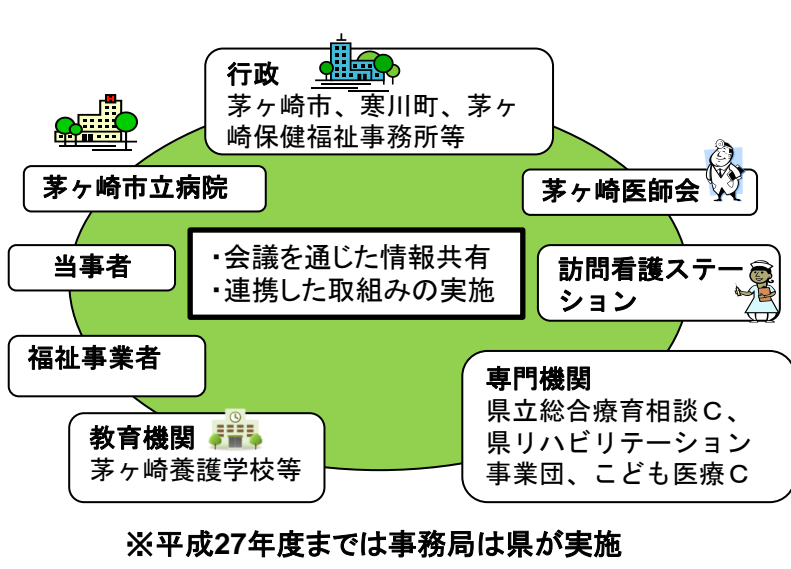 行政
茅ヶ崎市、寒川町、茅ヶ
崎保健福祉事務所等
茅ヶ崎市立病院
茅ヶ崎医師会
当事者
・会議を通じた情報共有
・連携した取組みの実施
訪問看護ステー
ション
福祉事業者
専門機関
県立総合療育相談C、
県リハビリテーション
事業団、こども医療C
教育機関
茅ヶ崎養護学校等
※平成27年度までは事務局は県が実施